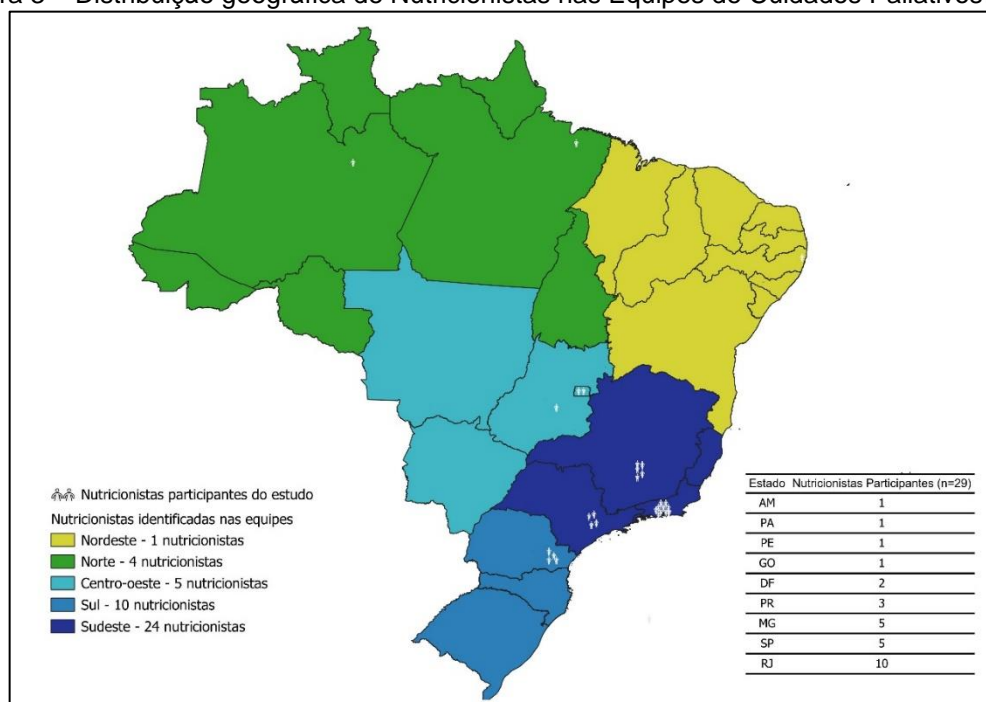 Distribuição geográfica de Nutricionistas nas Equipes de Cuidados Paliativos
Nutricionistas participantes do estudo
Nutricionistas identificadas nas equipes
Nordeste - 1 nutricionistas
Norte - 4 nutricionistas
Centro-oeste - 5 nutricionistas
Sul - 10 nutricionistas
Sudeste - 24 nutricionistas
Estado Nutricionistas Participantes (n=29)
AM 1
PA 1
PE 1
GO 1
DF 2
PR 3
MG 5
SP 5
RJ 10